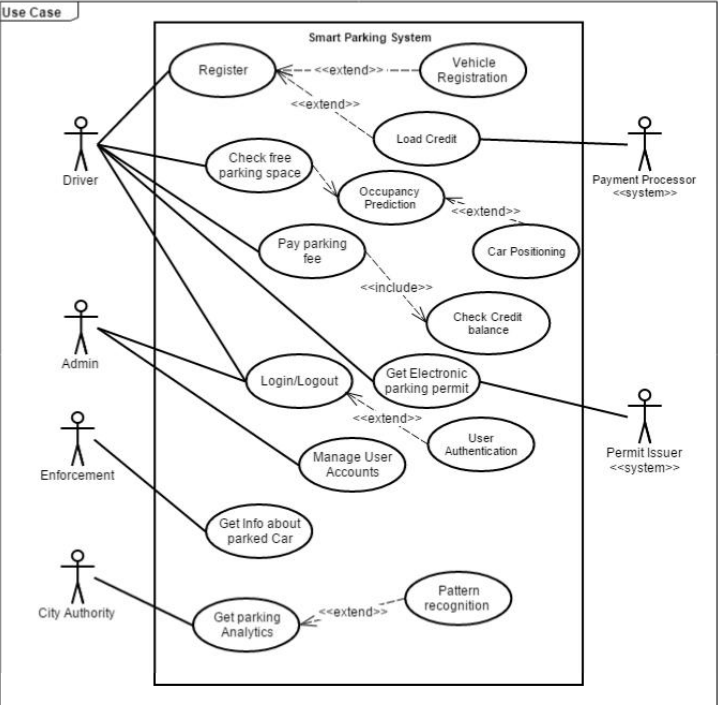 Use Case
Smart Parking System
Register
<<extend>>
Vehicle
Registration
<<extend>>
Load Credit
Driver
Payment Processor
<<system>>
Check free
parking space
Occupancy
Prediction
<<extend>>
Pay parking
fee
Car Positioning
<<include>>
Check Credit
balance
Admin
Login/Logout
Get Electronic
parking permit
<<extend>>
User
Authentication
Permit Issuer
<<system>>
Enforcement
Manage User
Accounts
Get Info about
parked Car
City Authority
Get parking
Analytics
<<extend>>
Pattern
recognition